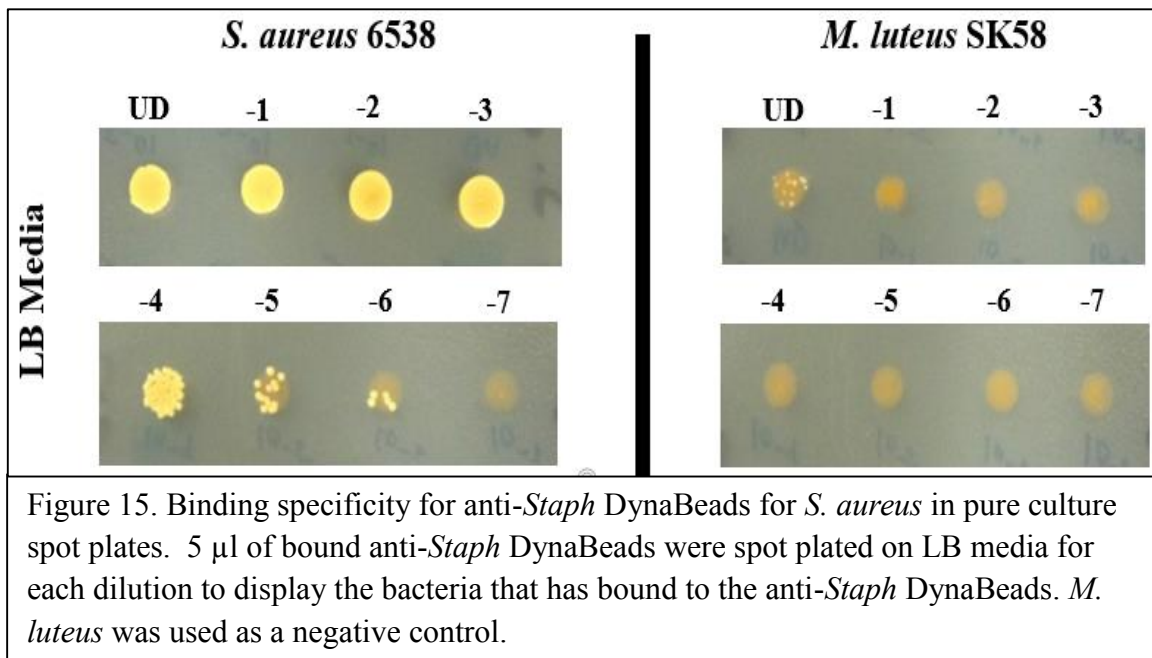 S. aureus 6538
M. luteus SK58
UD -1 -2 -3
UD -1 -2 -3
LB Media
-4 -5 -6 -7
-4 -5 -6 -7
Figure 15. Binding specificity for anti-Staph DynaBeads for S. aureus in pure culture
spot plates. 5 µl of bound anti-Staph DynaBeads were spot plated on LB media for
each dilution to display the bacteria that has bound to the anti-Staph DynaBeads. M.
luteus was used as a negative control.